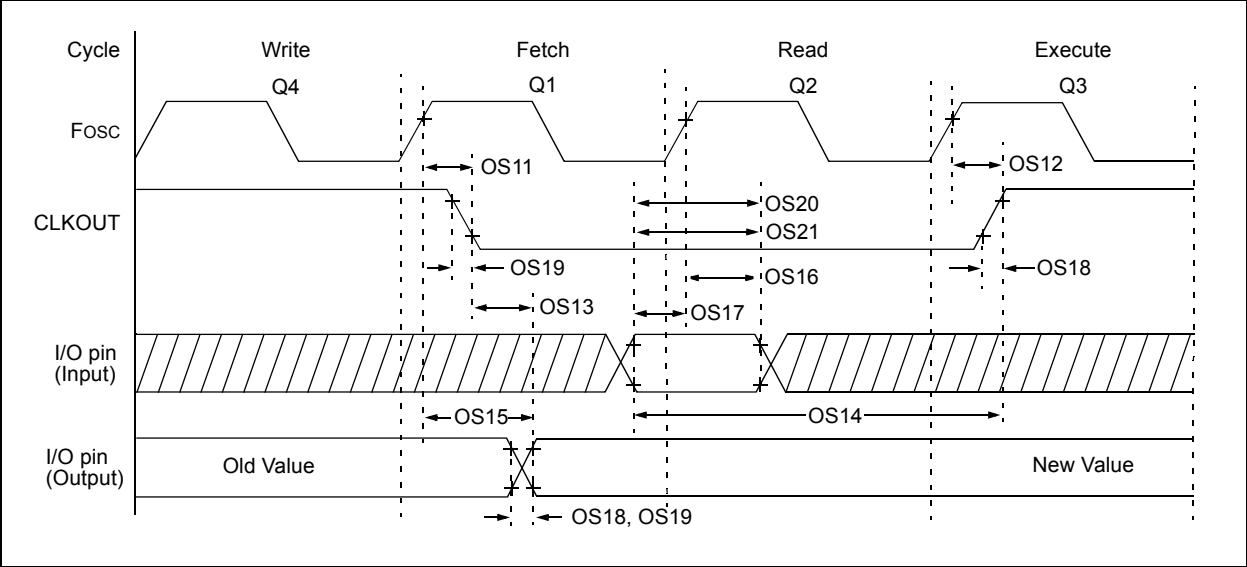 Cycle Write Fetch Read Execute
Q4 Q1 Q2 Q3
Fosc
OS11 OS12
OS20
CLKOUT
OS21
OS19 OS16 OS18
OS13 OS17
I/O pin
(Input)
OS15 OS14
I/O pin
(Output)
Old Value New Value
OS18, OS19